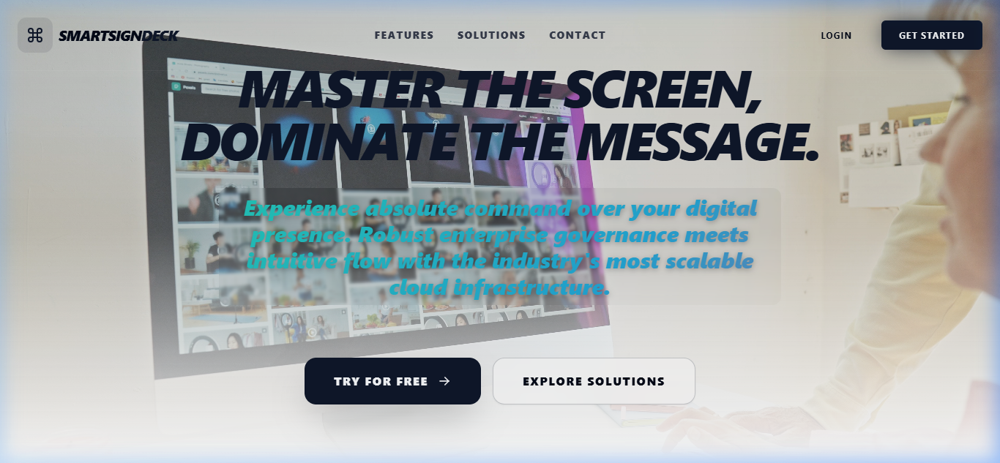 SMARTSIGNDECK
FEATURES SOLUTIONS CONTACT
LOGIN
GET STARTED
Pexels
MASTER THE SCREEN,
DOMINATE THE MESSAGE.
Experience absolute command over your digital
presence. Robust enterprise governance meets
intuitive flow with the industry's most scalable
cloud infrastructure.
TRY FOR FREE →
EXPLORE SOLUTIONS